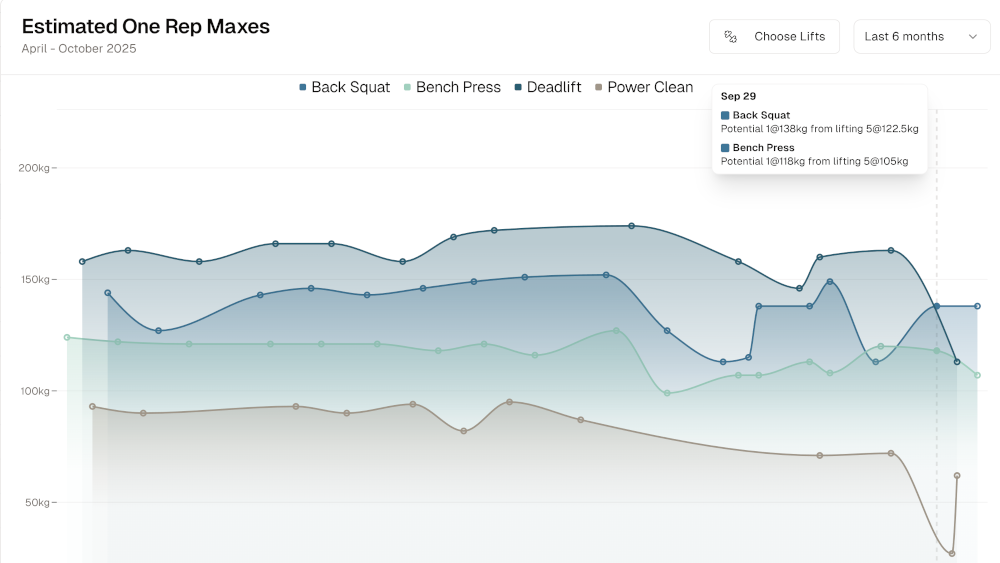 Estimated One Rep Maxes
April - October 2025
Choose Lifts
Last 6 months
Back Squat
Bench Press
Deadlift
Power Clean
Sep 29
Back Squat
Potential 1@138kg from lifting 5@122.5kg
Bench Press
Potential 1@118kg from lifting 5@105kg
200kg
150kg
100kg
50kg